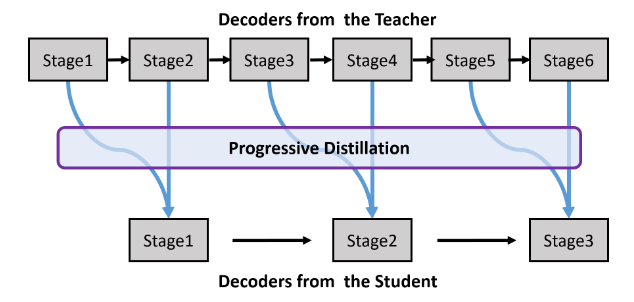 Decoders from the Teacher
Stage1 Stage2 Stage3 Stage4 Stage5 Stage6
Progressive Distillation
Stage1 Stage2 Stage3
Decoders from the Student